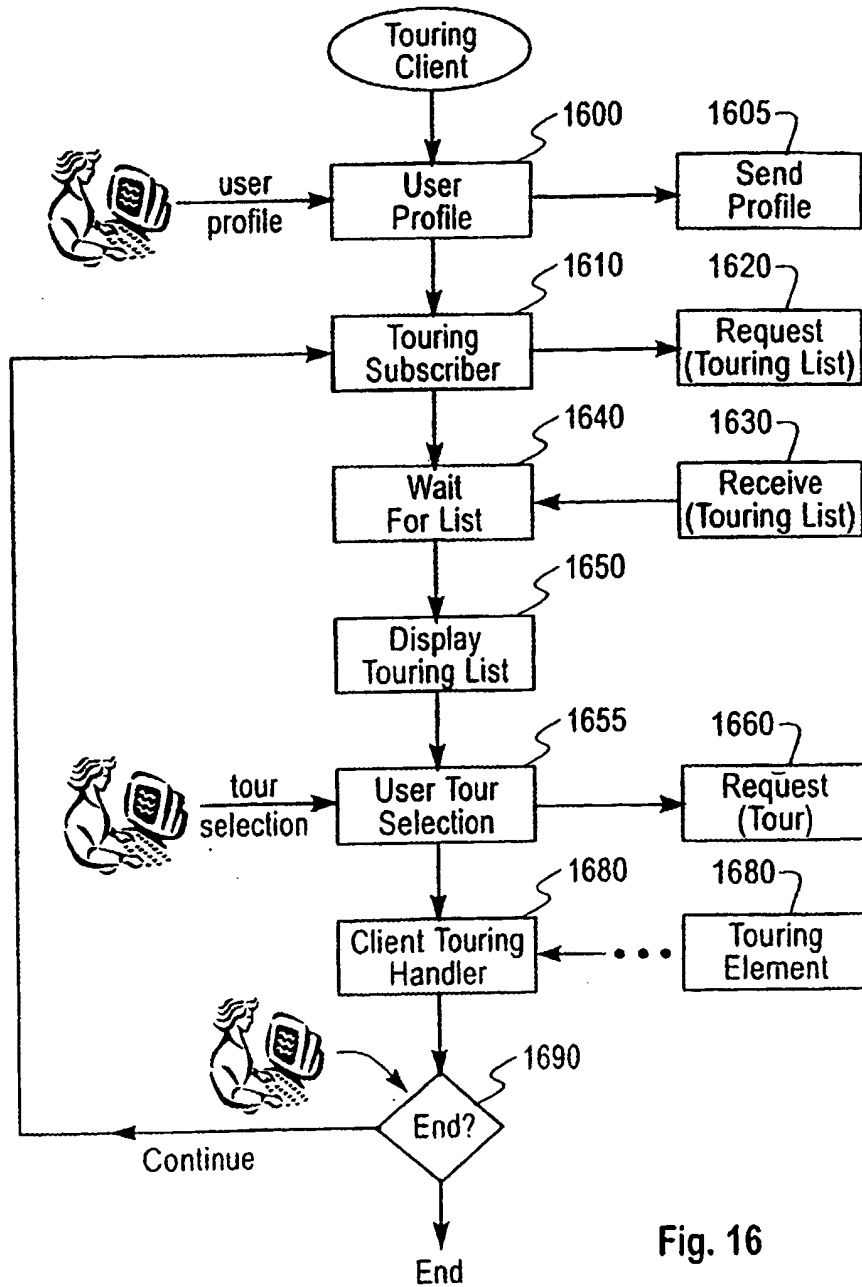 Touring
Client
1600
1605
user
profile
User
Profile
Send
Profile
1610
1620
Touring
Subscriber
Request
(Touring List)
1640
1630
Wait
For List
Receive
(Touring List)
1650
Display
Touring List
1655
1660
tour
selection
User Tour
Selection
Request
(Tour)
1680
1680
Client Touring
Handler
Touring
Element
1690
End?
Continue
End
Fig. 16